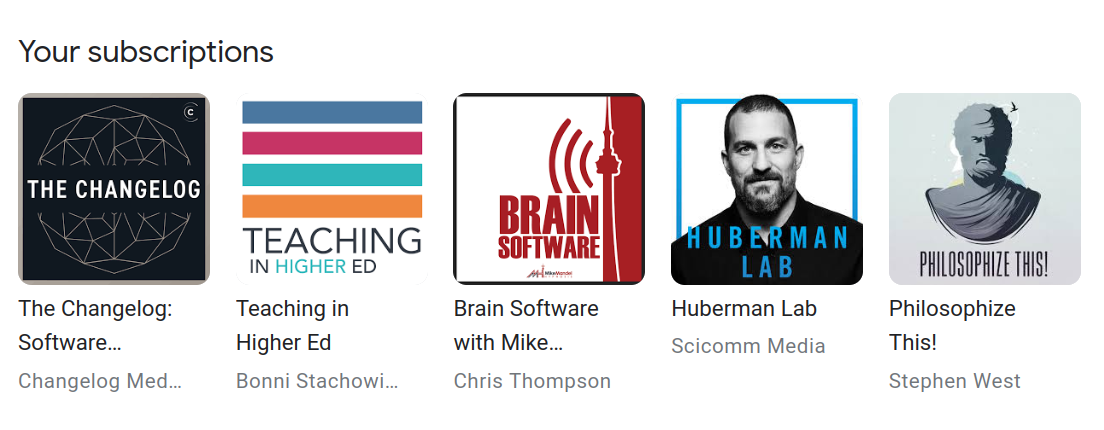 Your subscriptions
C
THE CHANGELOG
TEACHING
IN HIGHER ED
BRAIN
SOFTWARE
MikeMandel
HUBERMAN
LAB
PHILOSOPHIZE THIS!
The Changelog:
Software…
Changelog Med…
Teaching in
Higher Ed
Bonni Stachowi…
Brain Software
with Mike…
Chris Thompson
Huberman Lab
Scicomm Media
Philosophize
This!
Stephen West